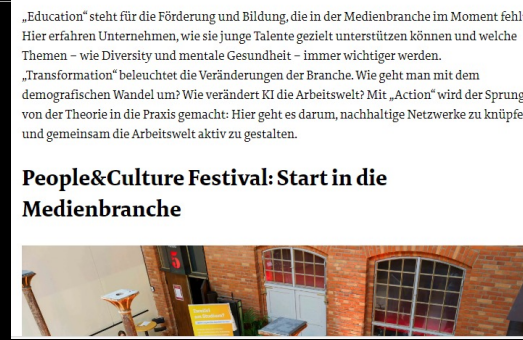 „Education“ steht für die Förderung und Bildung, die in der Medienbranche im Moment fehl
Hier erfahren Unternehmen, wie sie junge Talente gezielt unterstützen können und welche
Themen – wie Diversity und mentale Gesundheit – immer wichtiger werden.
„Transformation“ beleuchtet die Veränderungen der Branche. Wie geht man mit dem
demografischen Wandel um? Wie verändert KI die Arbeitswelt? Mit „Action“ wird der Sprung
von der Theorie in die Praxis gemacht: Hier geht es darum, nachhaltige Netzwerke zu knüpfe
und gemeinsam die Arbeitswelt aktiv zu gestalten.
People&Culture Festival: Start in die
Medienbranche
5